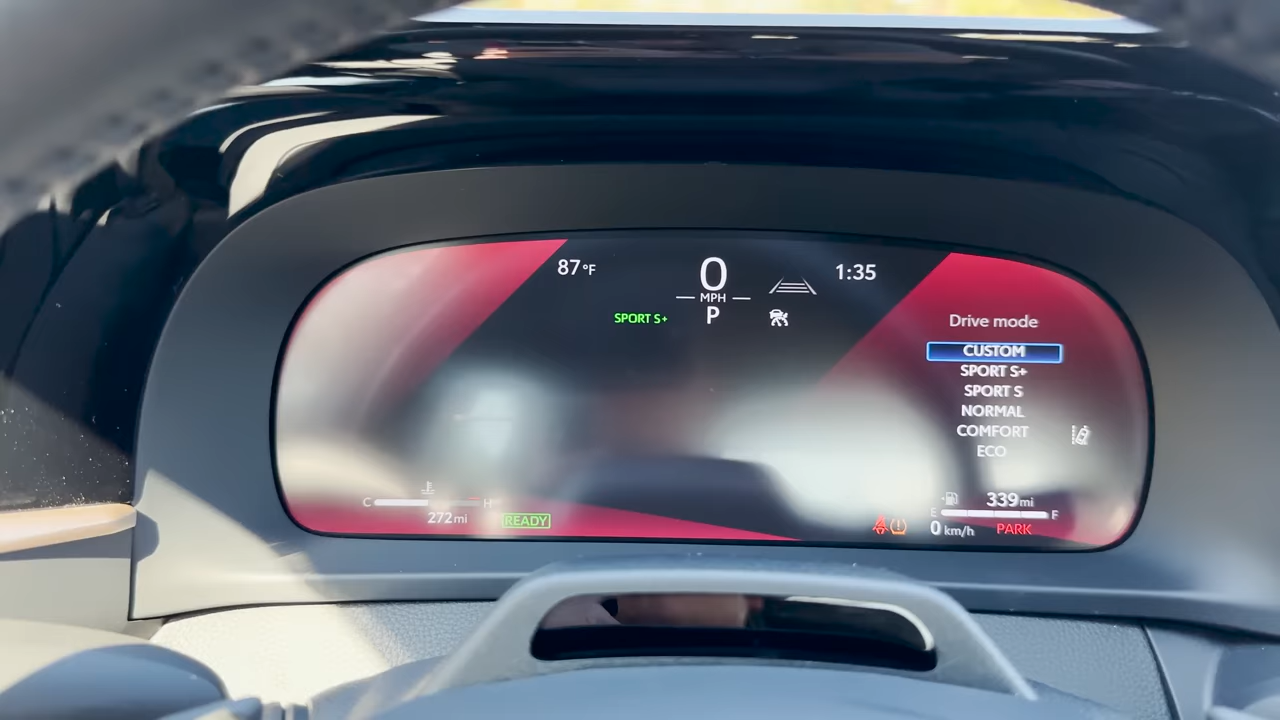 87°F
0
MPH
P
1:35
SPORT S+
Drive mode
CUSTOM
SPORT S+
SPORT S
NORMAL
COMFORT
ECO
C H
272mi
READY
339mi
E F
0 km/h
PARK